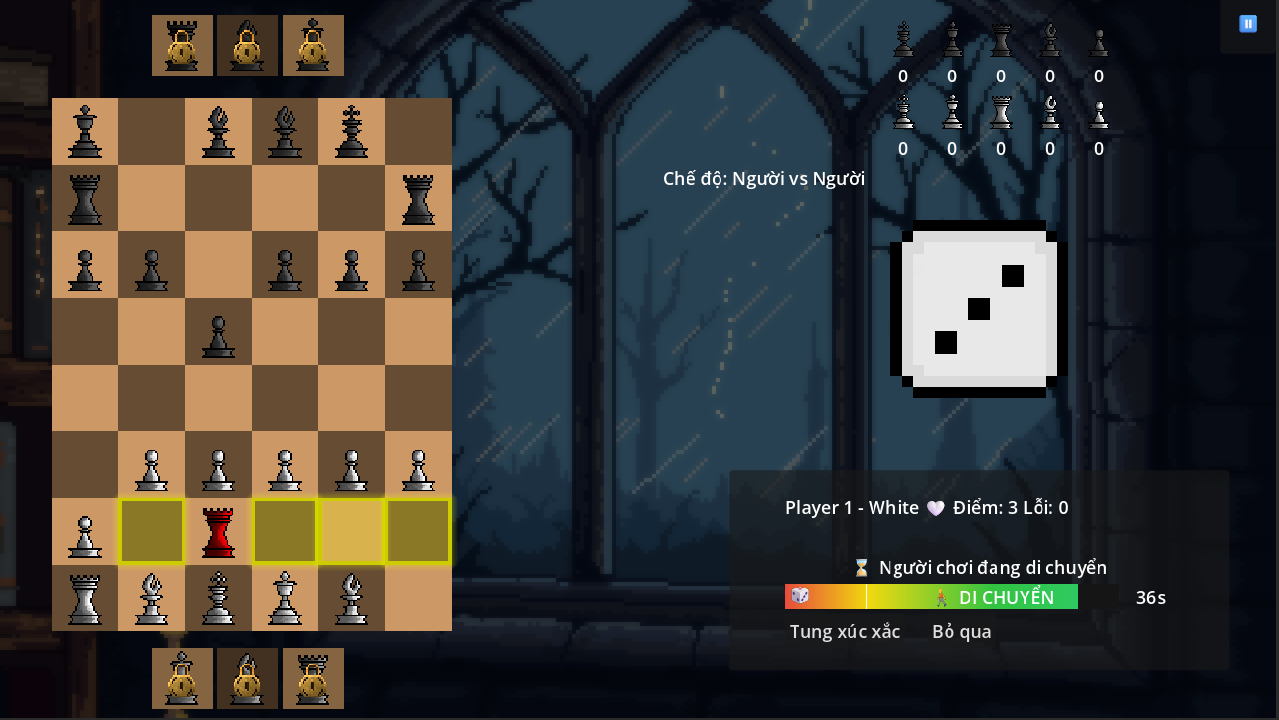 0 0 0 0 0
0 0 0 0 0
Chế độ: Người vs Người
Player 1 - White 🤍 Điểm: 3 Lỗi: 0
⏳ Người chơi đang di chuyển
DI CHUYỂN
36s
Tung xúc xắc Bỏ qua